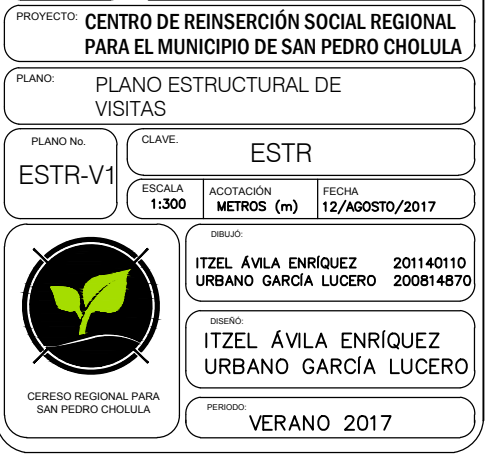 PROYECTO: CENTRO DE REINSERCIÓN SOCIAL REGIONAL
PARA EL MUNICIPIO DE SAN PEDRO CHOLULA
PLANO: PLANO ESTRUCTURAL DE
VISITAS
PLANO No.
ESTR-V1
CLAVE.
ESTR
ESCALA
1:300
ACOTACIÓN
METROS (m)
FECHA
12/AGOSTO/2017
CERESO REGIONAL PARA
SAN PEDRO CHOLULA
DIBUJÓ:
ITZEL ÁVILA ENRÍQUEZ 201140110
URBANO GARCÍA LUCERO 200814870
DISEÑÓ:
ITZEL ÁVILA ENRÍQUEZ
URBANO GARCÍA LUCERO
PERIODO:
VERANO 2017